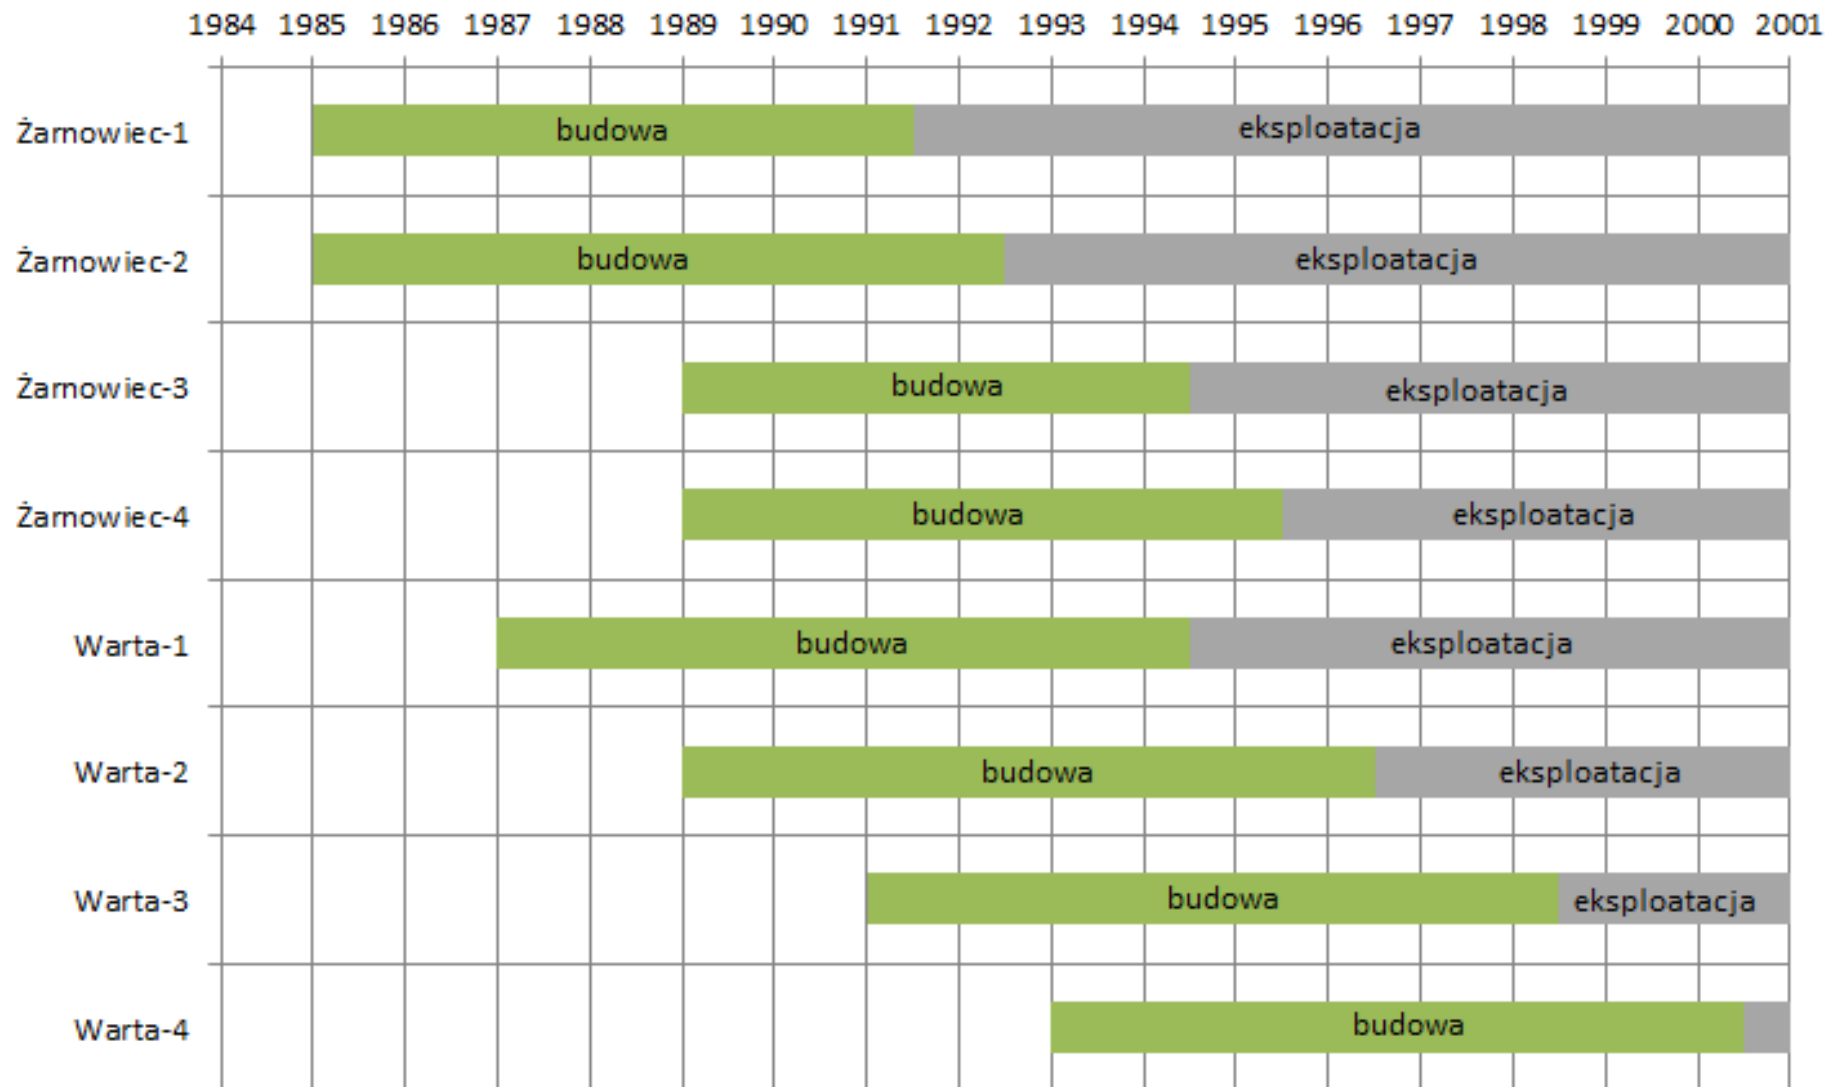 1984 1985 1986 1987 1988 1989 1990 1991 1992 1993 1994 1995 1996 1997 1998 1999 2000 2001
Żarnowiec-1 budowa eksploatacja
Żarnowiec-2 budowa eksploatacja
Żarnowiec-3 budowa eksploatacja
Żarnowiec-4 budowa eksploatacja
Warta-1 budowa eksploatacja
Warta-2 budowa eksploatacja
Warta-3 budowa eksploatacja
Warta-4 budowa